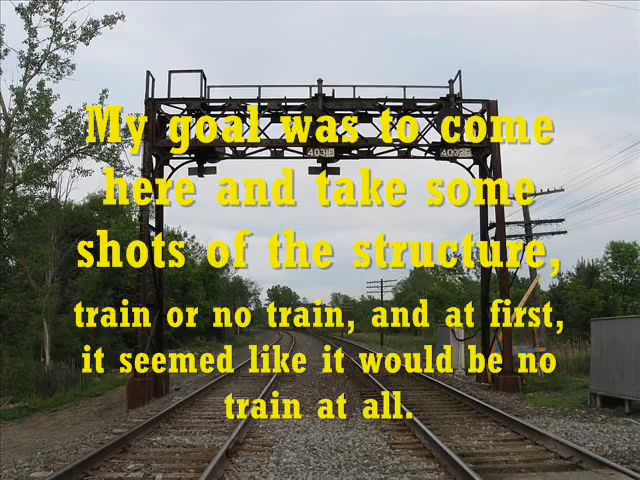 My goal was to come
here and take some
shots of the structure,
train or no train, and at first,
it seemed like it would be no
train at all.